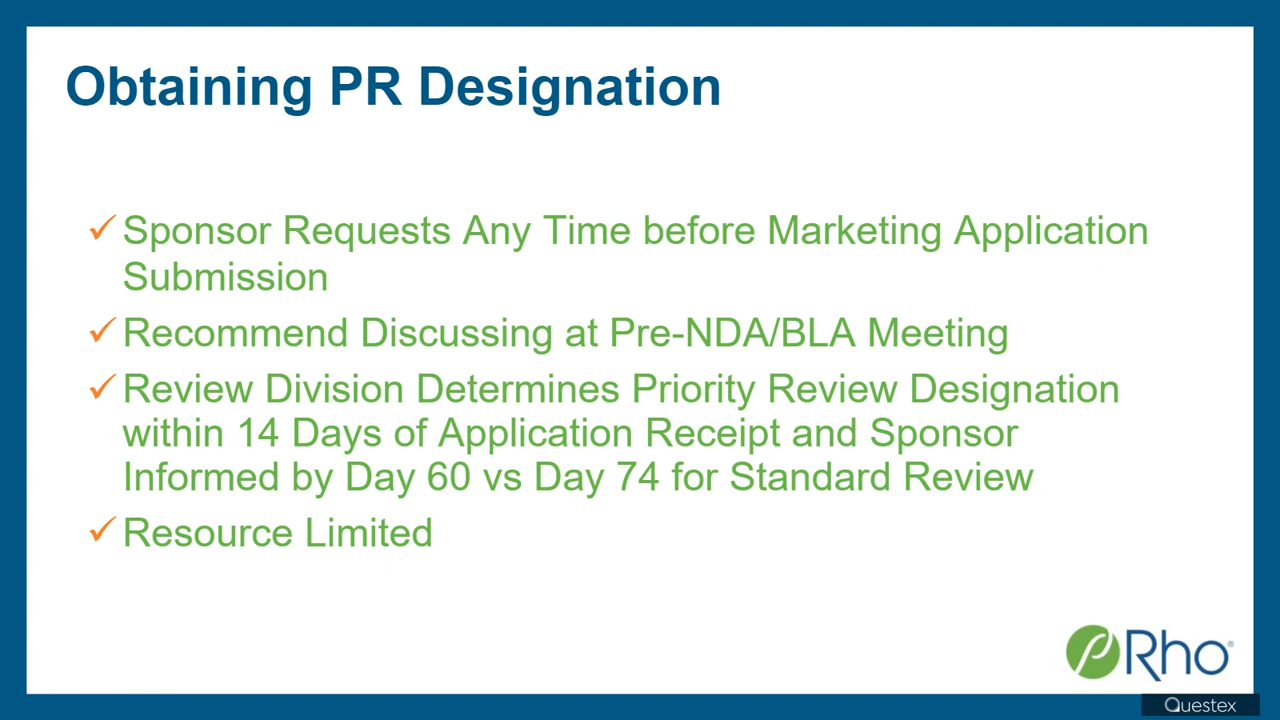 Obtaining PR Designation
✓ Sponsor Requests Any Time before Marketing Application
Submission
✓ Recommend Discussing at Pre-NDA/BLA Meeting
✓ Review Division Determines Priority Review Designation
within 14 Days of Application Receipt and Sponsor
Informed by Day 60 vs Day 74 for Standard Review
✓ Resource Limited
Rho®
Questex